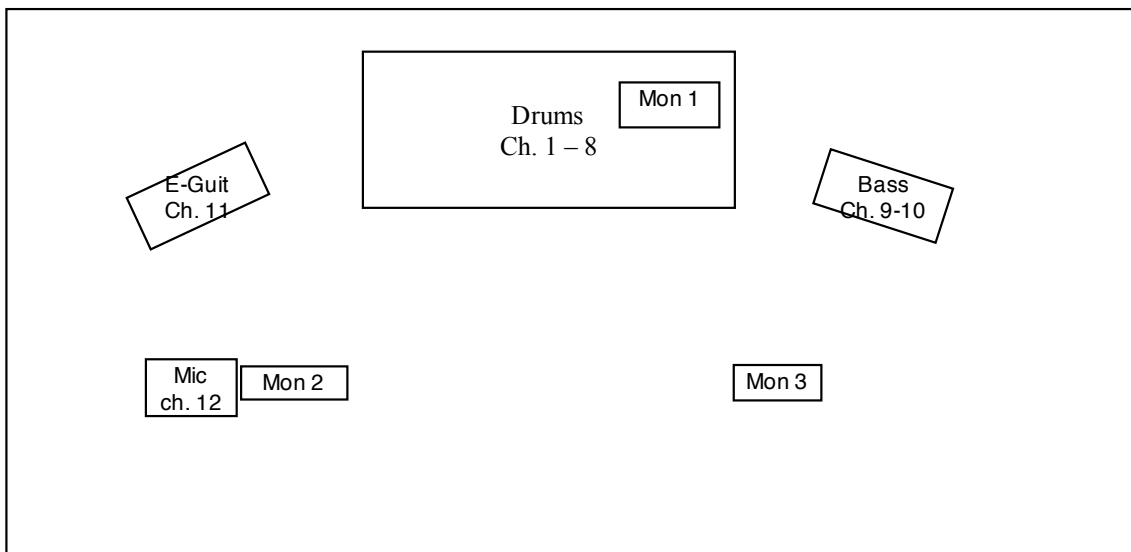 Mon 1
Drums
Ch. 1 – 8
E-Guit
Ch. 11
Bass
Ch. 9-10
Mic
ch. 12
Mon 2
Mon 3